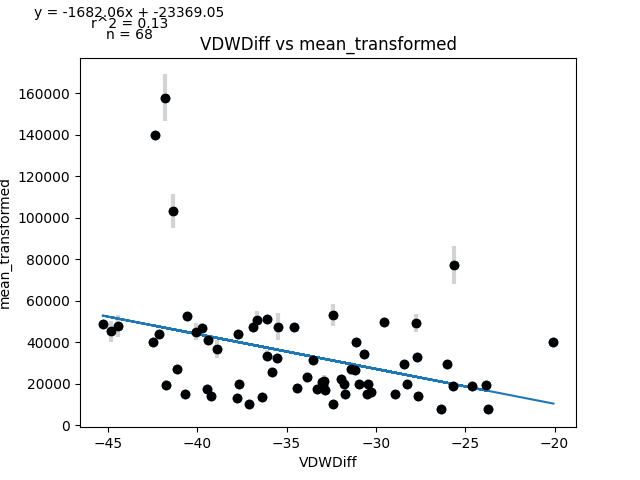 y = -1682.06x + -23369.05
r^2 = 0.13
n = 68
VDWDiff vs mean_transformed
160000
140000
120000
100000
80000
60000
40000
20000
0
mean_transformed
−45
−40
−35
−30
−25
−20
VDWDiff